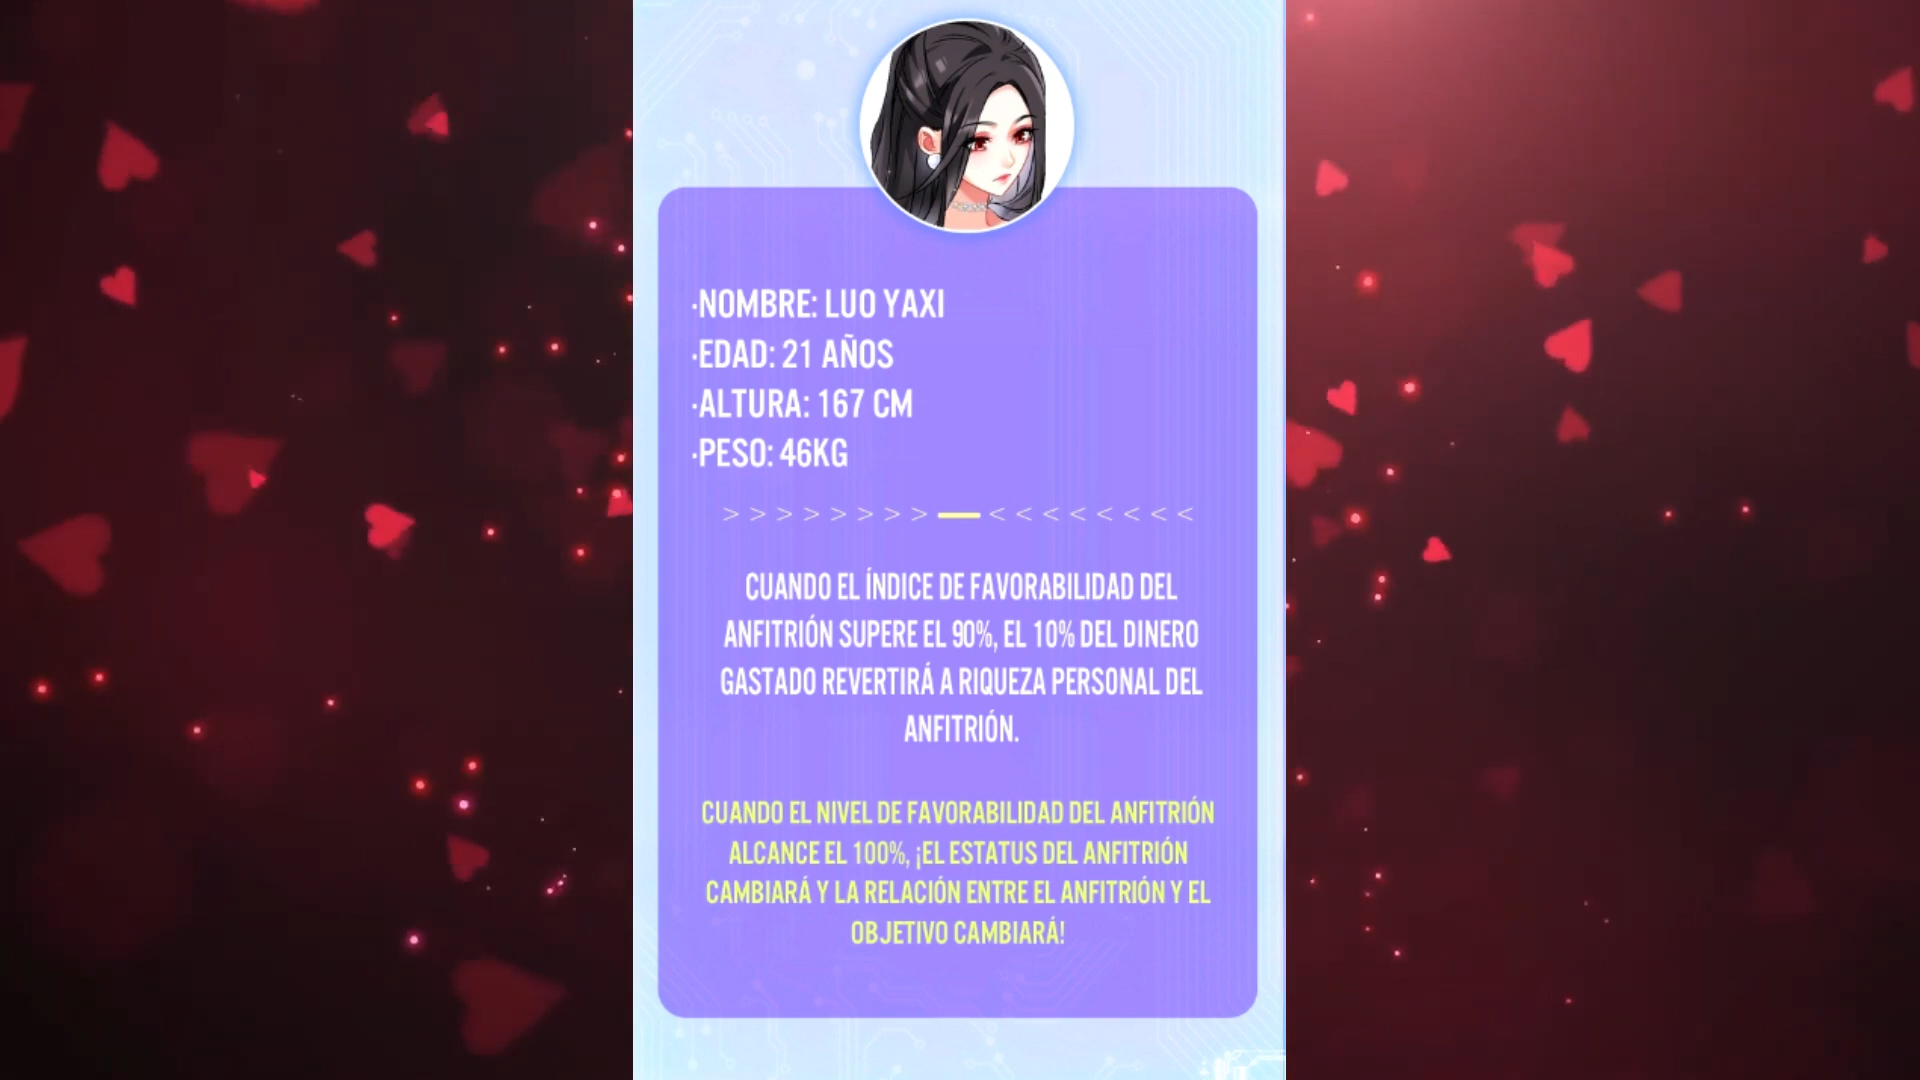 ·NOMBRE: LUO YAXI
·EDAD: 21 AÑOS
·ALTURA: 167 CM
·PESO: 46KG
> > > > > > > > — < < < < < < < <
CUANDO EL ÍNDICE DE FAVORABILIDAD DEL
ANFITRIÓN SUPERE EL 90%, EL 10% DEL DINERO
GASTADO REVERTIRÁ A RIQUEZA PERSONAL DEL
ANFITRIÓN.
CUANDO EL NIVEL DE FAVORABILIDAD DEL ANFITRIÓN
ALCANCE EL 100%, ¡EL ESTATUS DEL ANFITRIÓN
CAMBIARÁ Y LA RELACIÓN ENTRE EL ANFITRIÓN Y EL
OBJETIVO CAMBIARÁ!